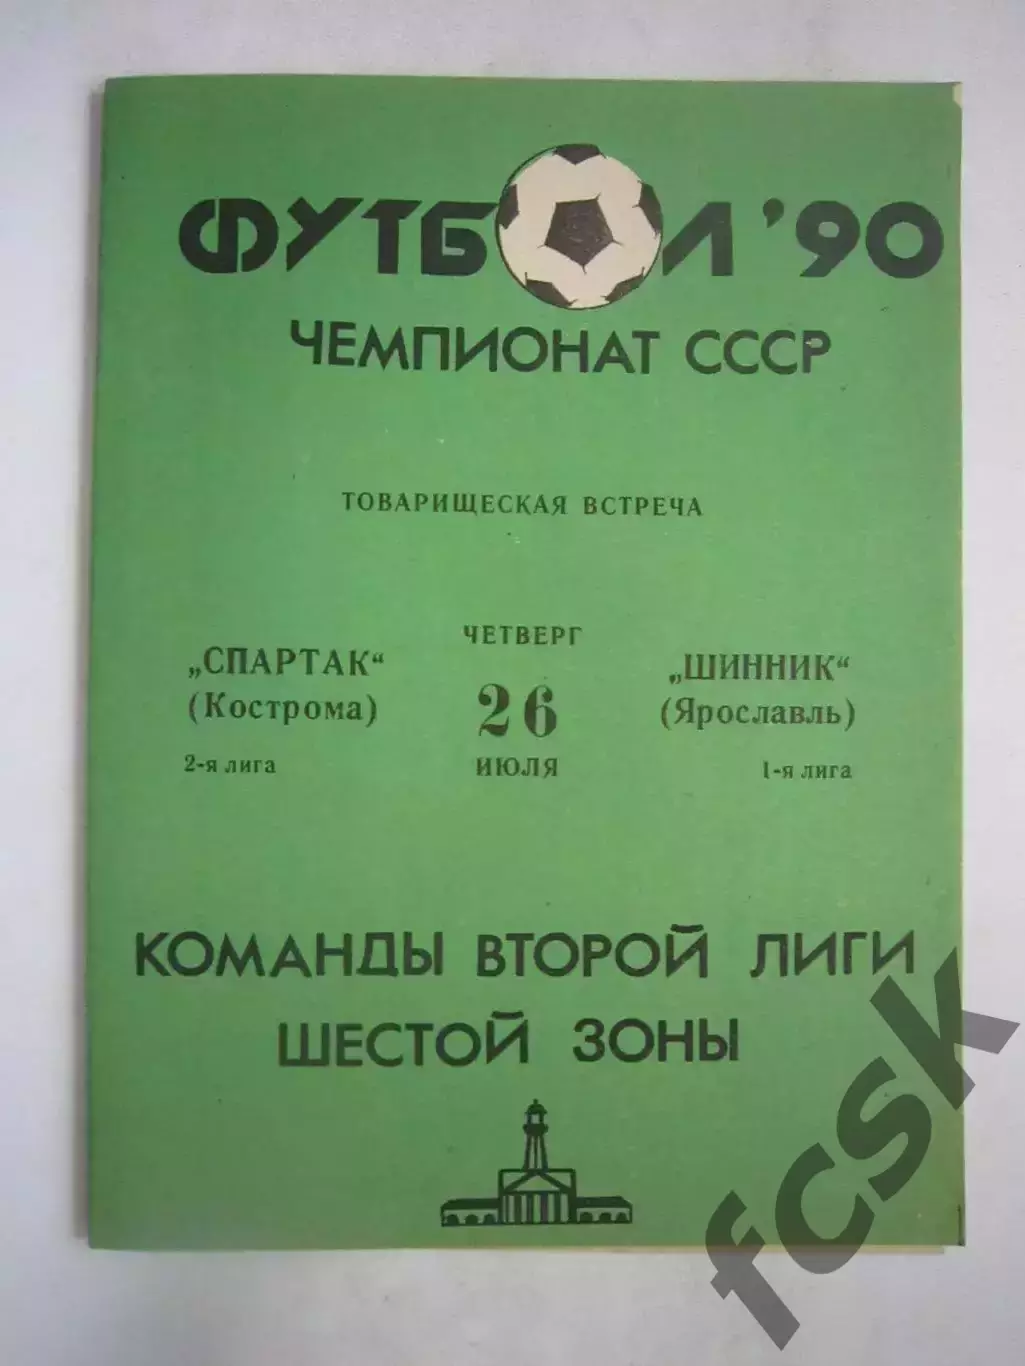 ФУТБОЛ '90
ЧЕМПИОНАТ СССР
ТОВАРИЩЕСКАЯ ВСТРЕЧА
ЧЕТВЕРГ
„СПАРТАК“
(Кострома)
2-я лига
26
ИЮЛЯ
„ШИННИК“
(Ярославль)
1-я лига
КОМАНДЫ ВТОРОЙ ЛИГИ
ШЕСТОЙ ЗОНЫ
fcsk